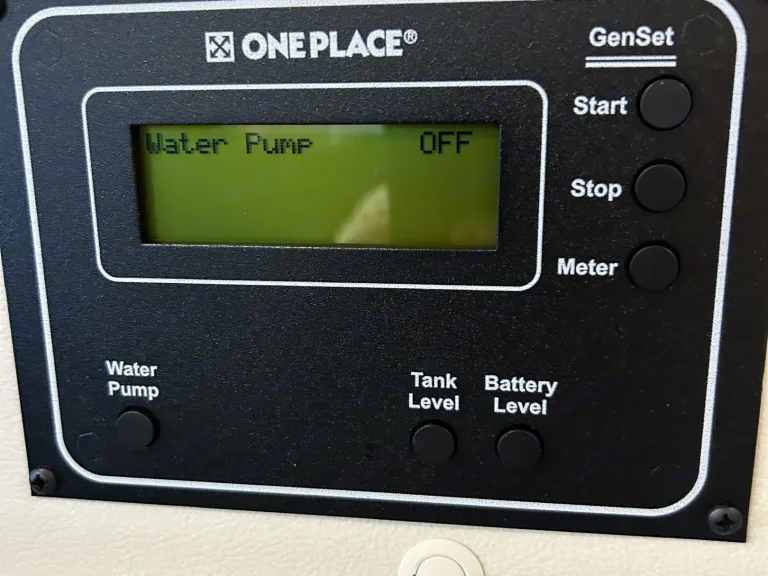 ONE PLACE®
GenSet
Start
Water Pump OFF
Stop
Meter
Water
Pump
Tank
Level
Battery
Level